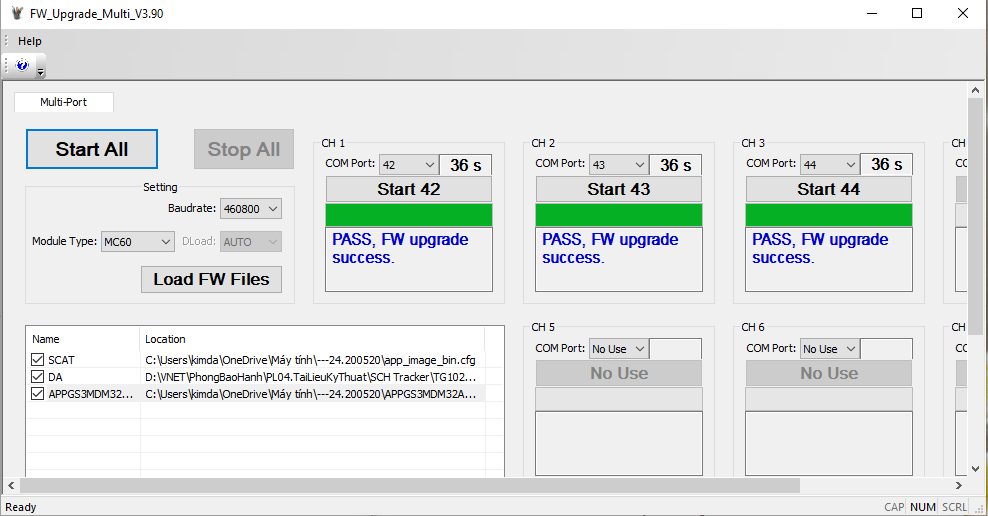 FW_Upgrade_Multi_V3.90
Help
Multi-Port
Start All
Stop All
Setting
Baudrate: 460800
Module Type: MC60
DLoad: AUTO
Load FW Files
CH 1
COM Port: 42 36 s
Start 42
PASS, FW upgrade
success.
CH 2
COM Port: 43 36 s
Start 43
PASS, FW upgrade
success.
CH 3
COM Port: 44 36 s
Start 44
PASS, FW upgrade
success.
CH
CO
Name Location
SCAT C:\Users\kimda\OneDrive\Máy tính\---24.200520\app_image_bin.cfg
DA D:\VNET\PhongBaoHanh\PL04.TaiLieuKyThuat\SCH Tracker\TG102...
APPGS3MDM32... C:\Users\kimda\OneDrive\Máy tính\---24.200520\APPGS3MDM32A...
CH 5
COM Port: No Use
No Use
CH 6
COM Port: No Use
No Use
CH
CO
Ready
CAP NUM SCRL